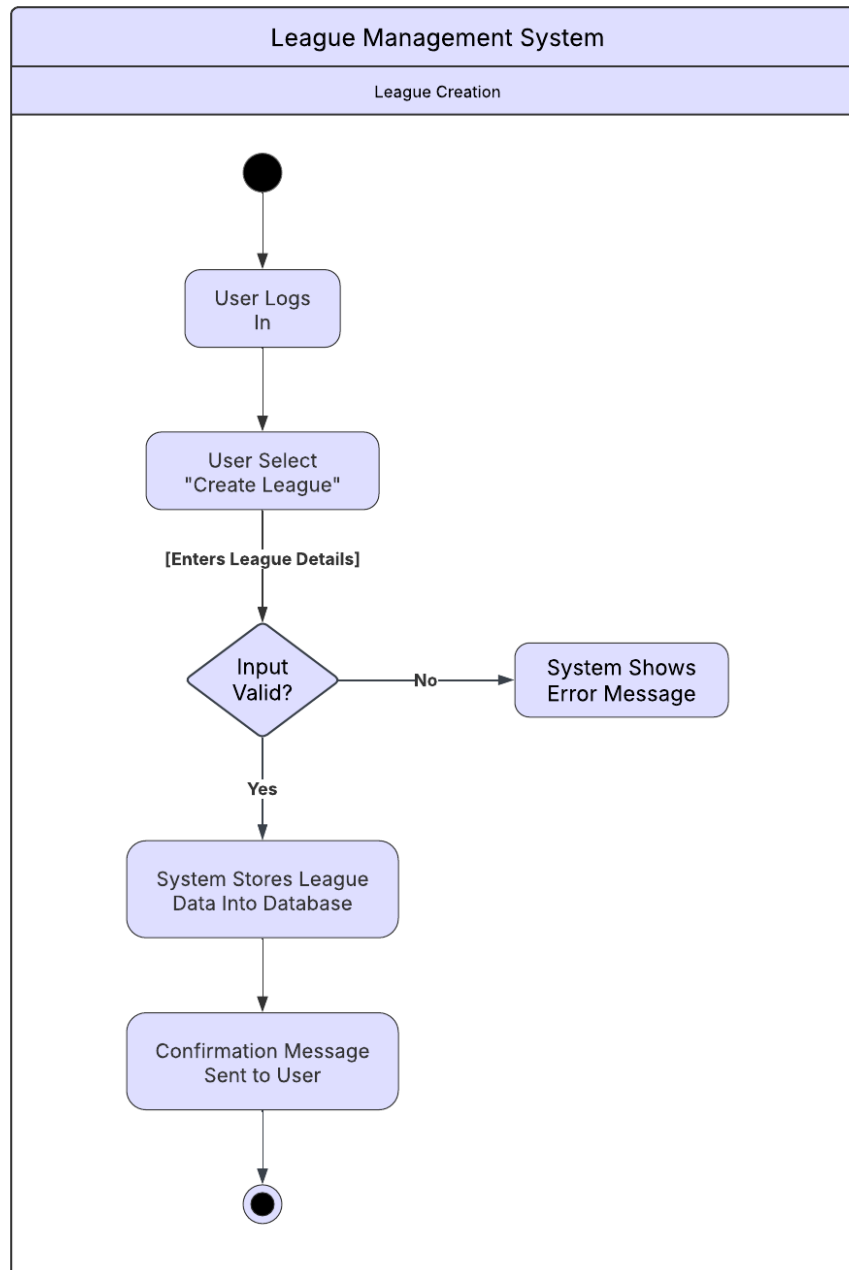 League Management System
League Creation
User Logs
In
User Select
"Create League"
[Enters League Details]
Input
Valid?
No
System Shows
Error Message
Yes
System Stores League
Data Into Database
Confirmation Message
Sent to User